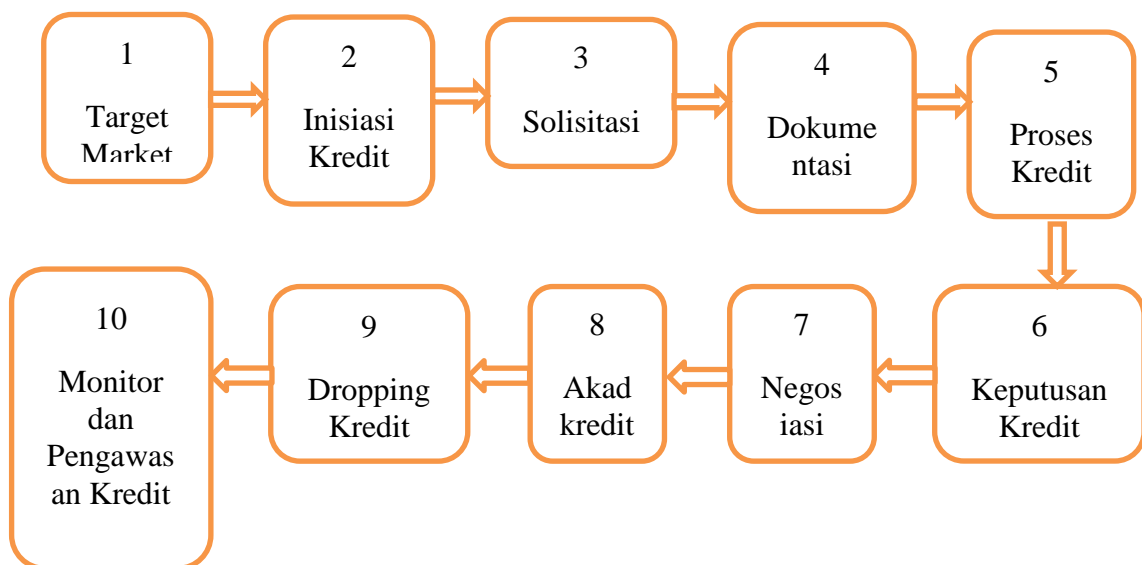 1
Target
Market
2
Inisiasi
Kredit
3
Solisitasi
4
Dokume
ntasi
5
Proses
Kredit
6
Keputusan
Kredit
7
Negos
iasi
8
Akad
kredit
9
Dropping
Kredit
10
Monitor
dan
Pengawas
an Kredit